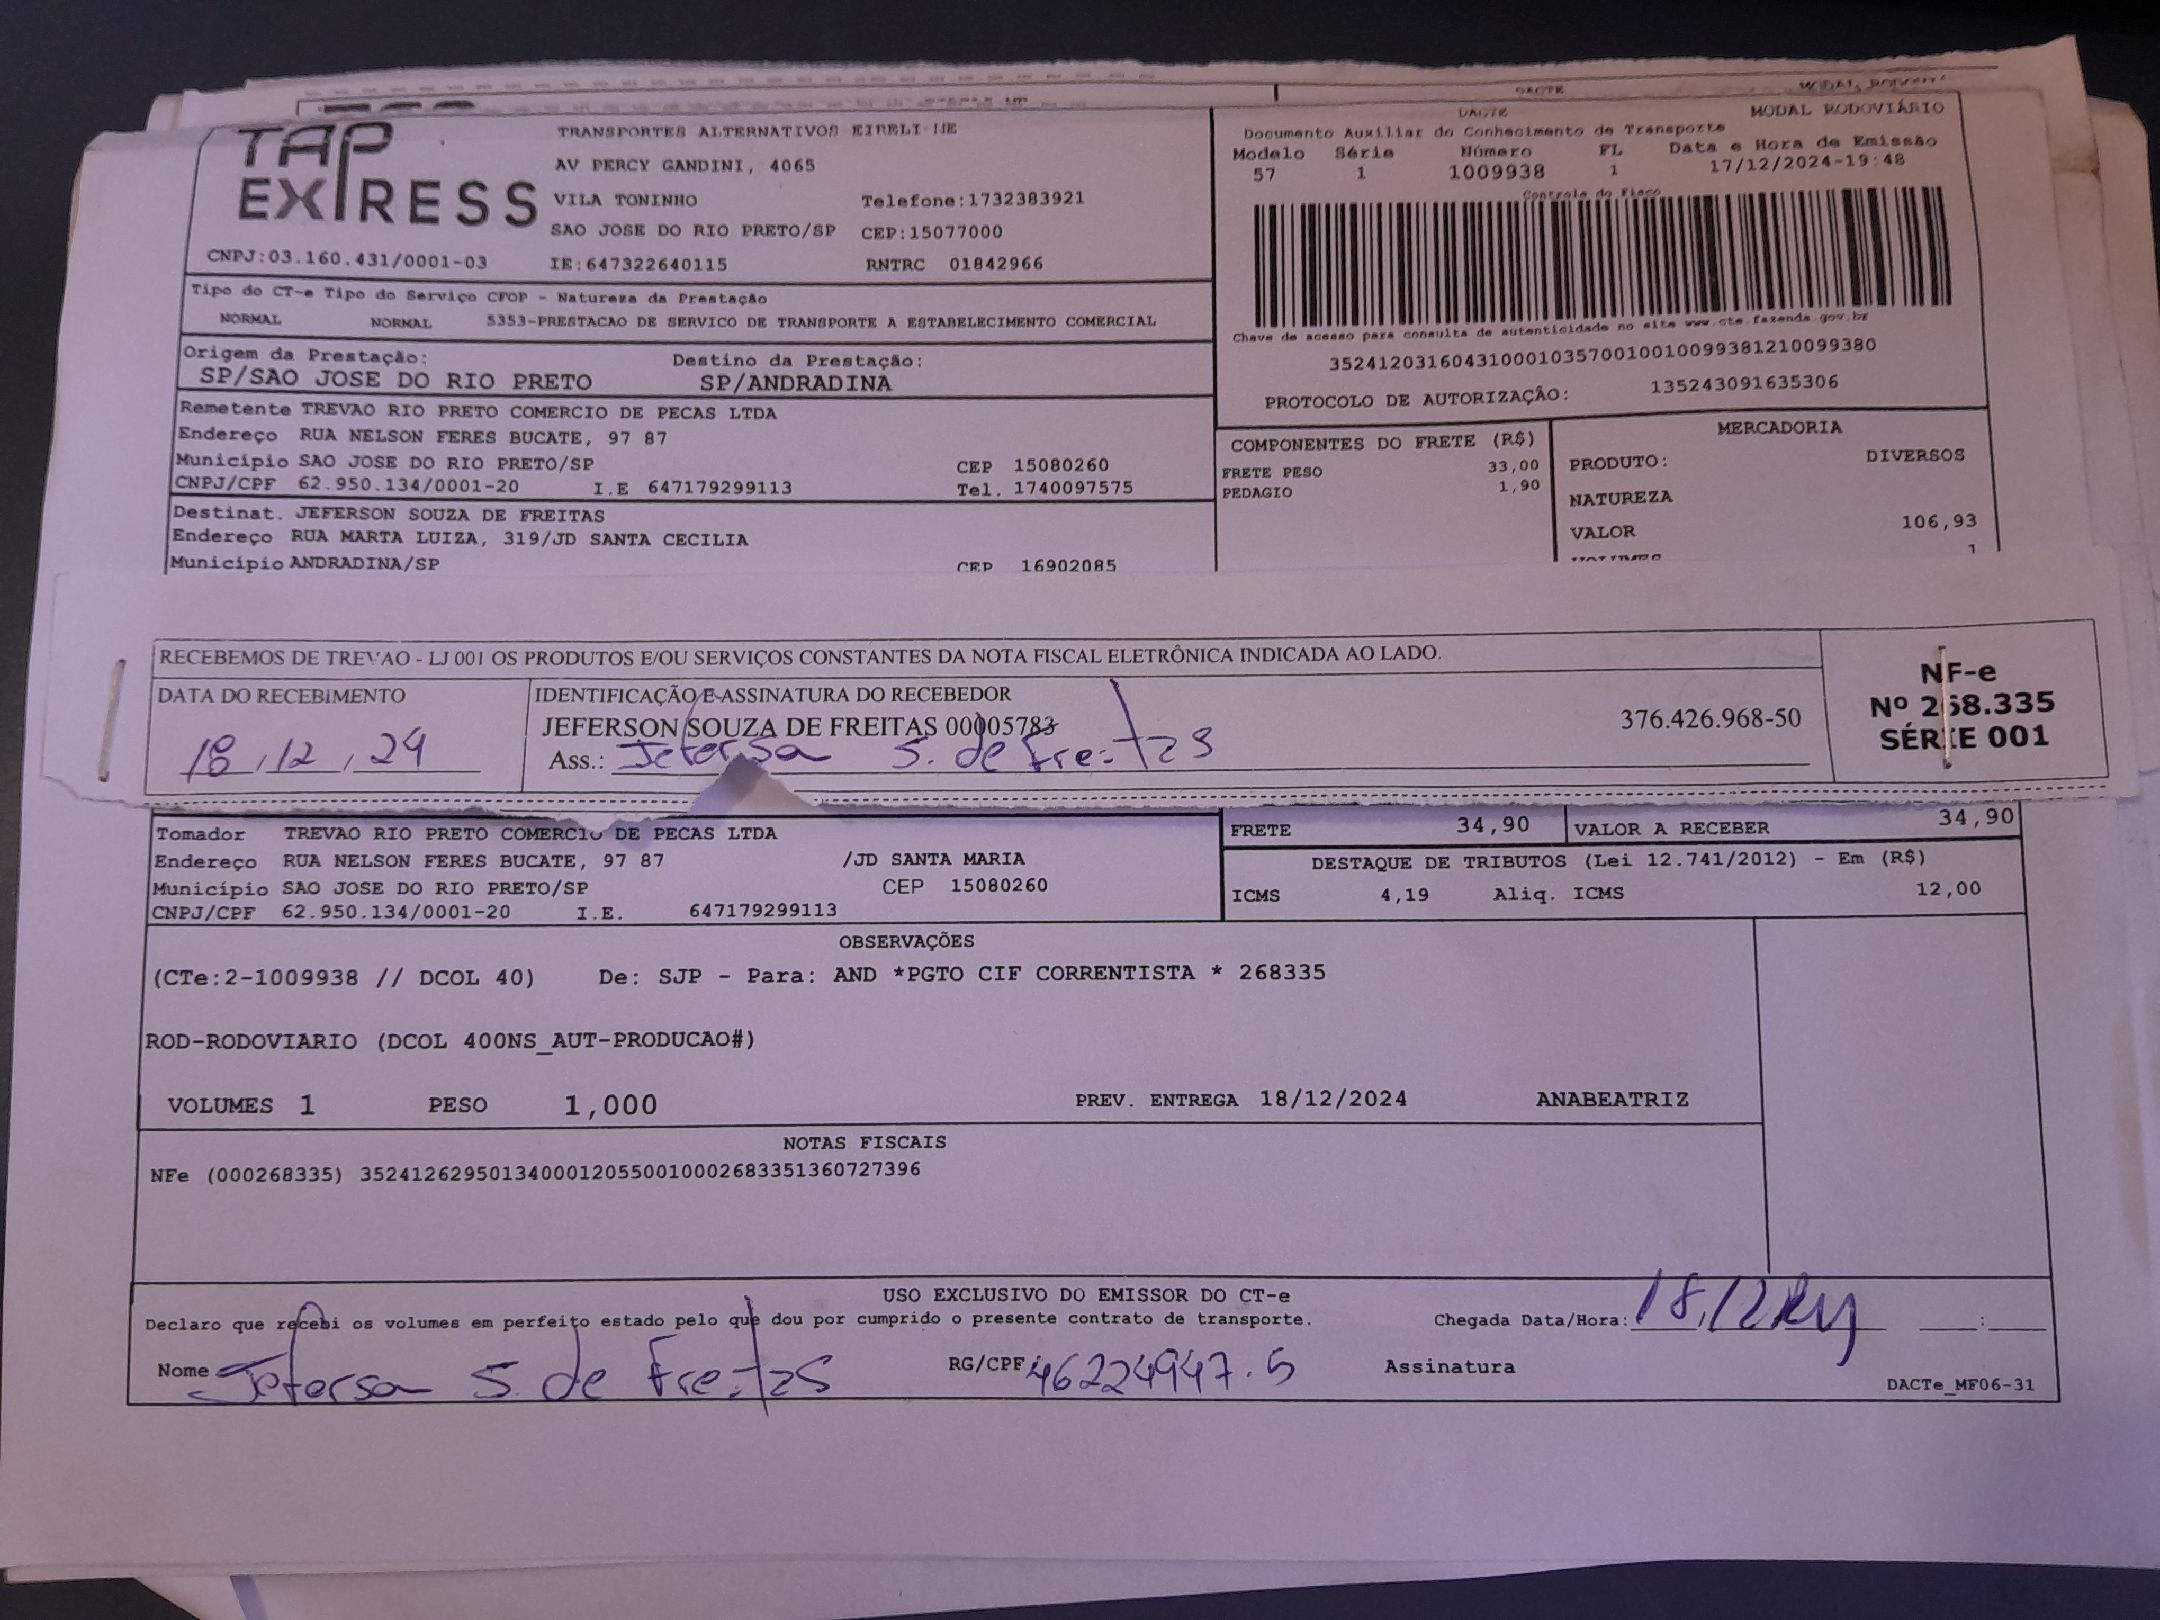 DACTE
TAP EXPRESS
TRANSPORTES ALTERNATIVOS EIRELI-ME
AV PERCY GANDINI, 4065
VILA TONINHO Telefone:1732383921
SAO JOSE DO RIO PRETO/SP CEP:15077000
CNPJ:03.160.431/0001-03 IE:647322640115 RNTRC 01842966
DACTE MODAL RODOVIÁRIO
Documento Auxiliar do Conhecimento de Transporte
Modelo Série Número FL Data e Hora de Emissão
57 1 1009938 1 17/12/2024-19:48
Controle do Fisco
Chave de acesso para consulta de autenticidade no site www.cte.fazenda.gov.br
35241203160431000103570010010099381210099380
PROTOCOLO DE AUTORIZAÇÃO: 135243091635306
Tipo do CT-e Tipo do Serviço CFOP - Natureza da Prestação
NORMAL NORMAL 5353-PRESTACAO DE SERVICO DE TRANSPORTE A ESTABELECIMENTO COMERCIAL
Origem da Prestação: Destino da Prestação:
SP/SAO JOSE DO RIO PRETO SP/ANDRADINA
Remetente TREVAO RIO PRETO COMERCIO DE PECAS LTDA
Endereço RUA NELSON FERES BUCATE, 97 87
Município SAO JOSE DO RIO PRETO/SP CEP 15080260
CNPJ/CPF 62.950.134/0001-20 I.E 647179299113 Tel. 1740097575
Destinat. JEFERSON SOUZA DE FREITAS
Endereço RUA MARTA LUIZA, 319/JD SANTA CECILIA
Município ANDRADINA/SP CEP 16902085
COMPONENTES DO FRETE (R$)
FRETE PESO 33,00
PEDAGIO 1,90
MERCADORIA
PRODUTO: DIVERSOS
NATUREZA
VALOR 106,93
VOLUMES 1
RECEBEMOS DE TREVAO - LJ 001 OS PRODUTOS E/OU SERVIÇOS CONSTANTES DA NOTA FISCAL ELETRÔNICA INDICADA AO LADO.
DATA DO RECEBIMENTO IDENTIFICAÇÃO E ASSINATURA DO RECEBEDOR
JEFERSON SOUZA DE FREITAS 00005783 376.426.968-50
18,12,24 Ass.: Jeferson S. de Freitas
NF-e
Nº 268.335
SÉRIE 001
Tomador TREVAO RIO PRETO COMERCIO DE PECAS LTDA
Endereço RUA NELSON FERES BUCATE, 97 87 /JD SANTA MARIA
Município SAO JOSE DO RIO PRETO/SP CEP 15080260
CNPJ/CPF 62.950.134/0001-20 I.E. 647179299113
FRETE 34,90 VALOR A RECEBER 34,90
DESTAQUE DE TRIBUTOS (Lei 12.741/2012) - Em (R$)
ICMS 4,19 Aliq. ICMS 12,00
OBSERVAÇÕES
(CTe:2-1009938 // DCOL 40) De: SJP - Para: AND *PGTO CIF CORRENTISTA * 268335
ROD-RODOVIARIO (DCOL 400NS_AUT-PRODUCAO#)
VOLUMES 1 PESO 1,000 PREV. ENTREGA 18/12/2024 ANABEATRIZ
NOTAS FISCAIS
NFe (000268335) 35241262950134000120550010002683351360727396
USO EXCLUSIVO DO EMISSOR DO CT-e
Declaro que recebi os volumes em perfeito estado pelo que dou por cumprido o presente contrato de transporte. Chegada Data/Hora: 18,12 :
Nome Jeferson S. de Freitas RG/CPF: 46224947.5 Assinatura
DACTe_MF06-31